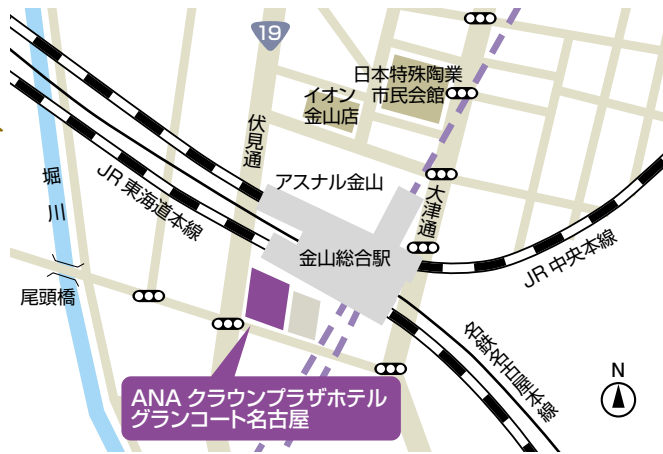 19
日本特殊陶業
市民会館
イオン
金山店
伏見通
アスナル金山
大津通
堀川
JR東海道本線
金山総合駅
JR中央本線
尾頭橋
名鉄名古屋本線
ANA クラウンプラザホテル
グランコート名古屋
N